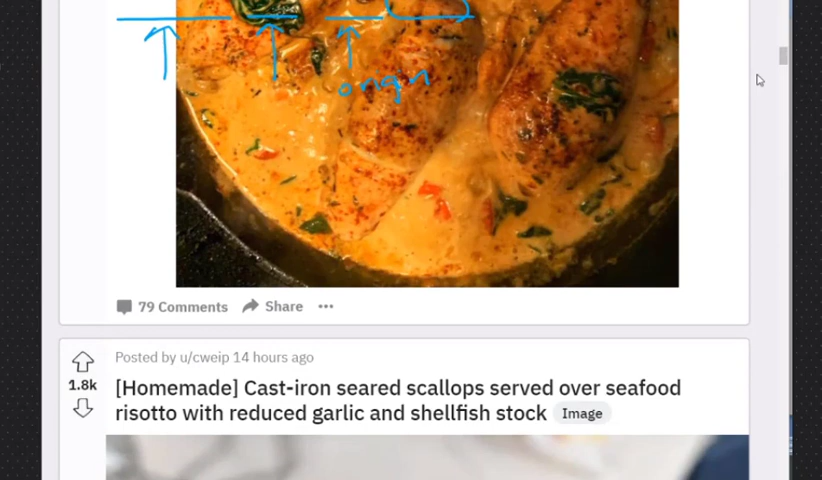 origin
79 Comments Share
Posted by u/cweip 14 hours ago
1.8k
[Homemade] Cast-iron seared scallops served over seafood
risotto with reduced garlic and shellfish stock Image